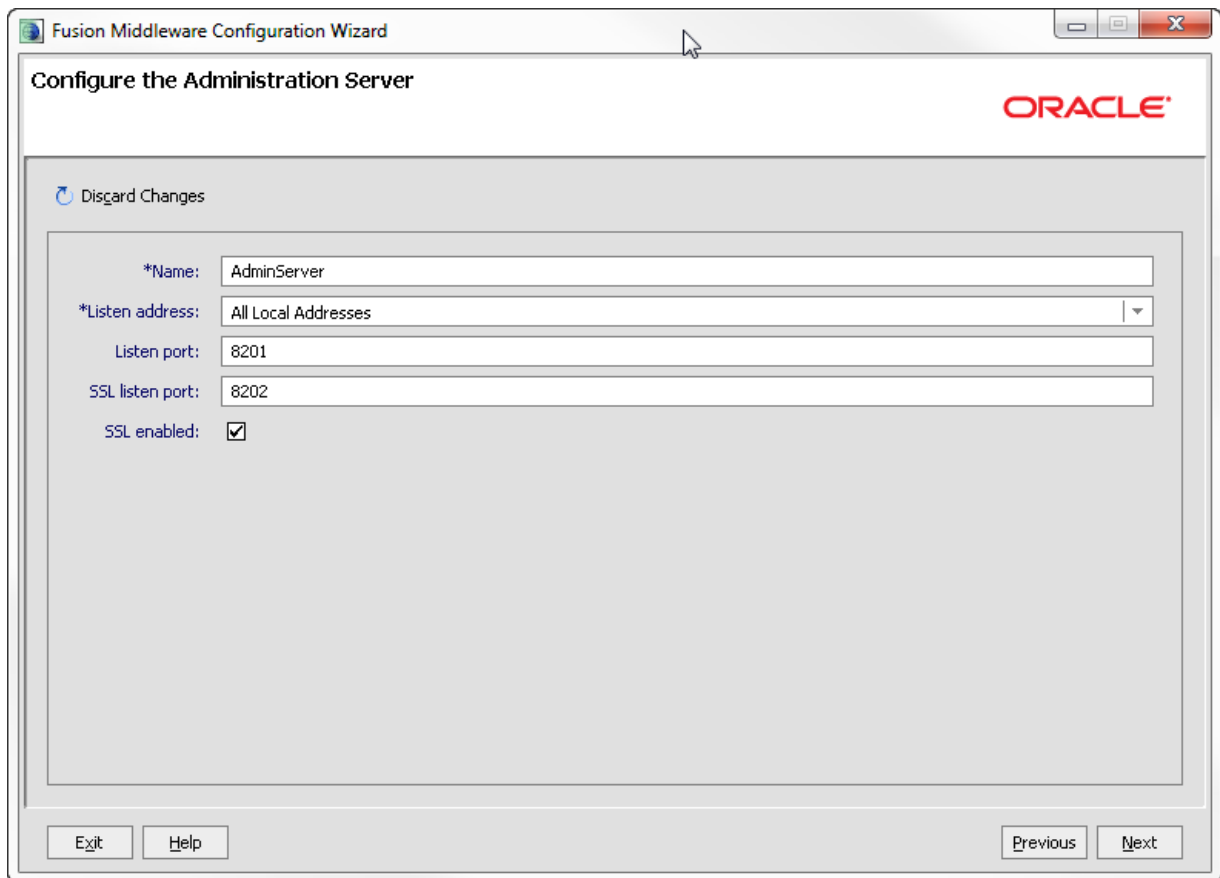 Fusion Middleware Configuration Wizard
Configure the Administration Server
ORACLE
Discard Changes
*Name: AdminServer
*Listen address: All Local Addresses
Listen port: 8201
SSL listen port: 8202
SSL enabled:
Exit Help Previous Next